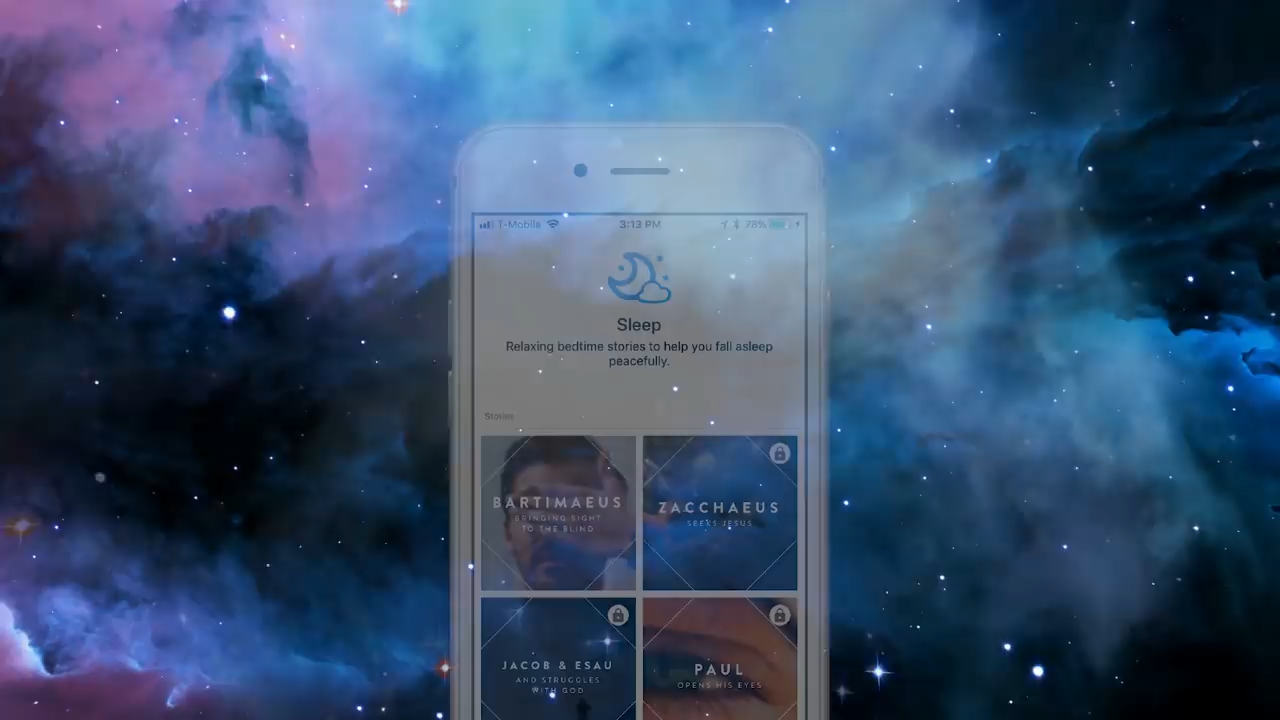 T-Mobile 3:13 PM 78%
Sleep
Relaxing bedtime stories to help you fall asleep
peacefully.
Stories
BARTIMAEUS
BRINGING SIGHT
TO THE BLIND
ZACCHAEUS
SEEKS JESUS
JACOB & ESAU
AND STRUGGLES
WITH GOD
PAUL
OPENS HIS EYES